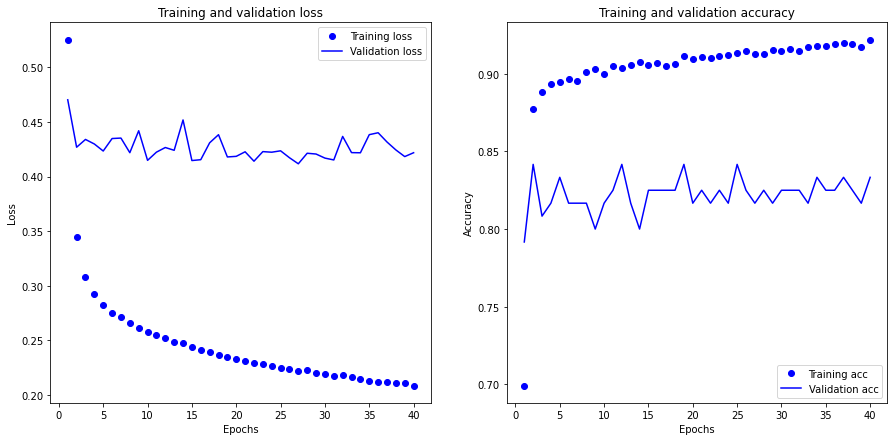 Training and validation loss
Training loss
Validation loss
0.50
0.45
0.40
0.35
0.30
0.25
0.20
Loss
0 5 10 15 20 25 30 35 40
Epochs
Training and validation accuracy
0.90
0.85
0.80
0.75
0.70
Accuracy
Training acc
Validation acc
0 5 10 15 20 25 30 35 40
Epochs